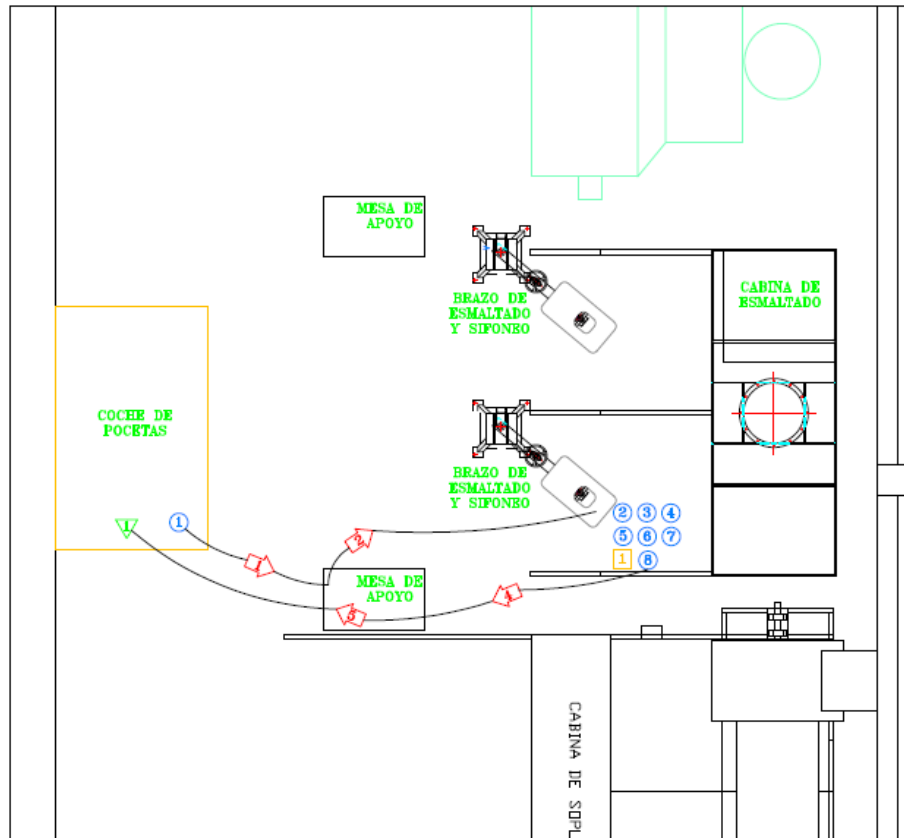 MESA DE
APOYO
BRAZO DE
ESMALTADO
Y SIFONEO
CABINA DE
ESMALTADO
COCHE DE
POCETAS
BRAZO DE
ESMALTADO
Y SIFONEO
1
1
2
2 3 4
5 6 7
1 8
1
MESA DE
APOYO
4
5
CABINA DE SOPL